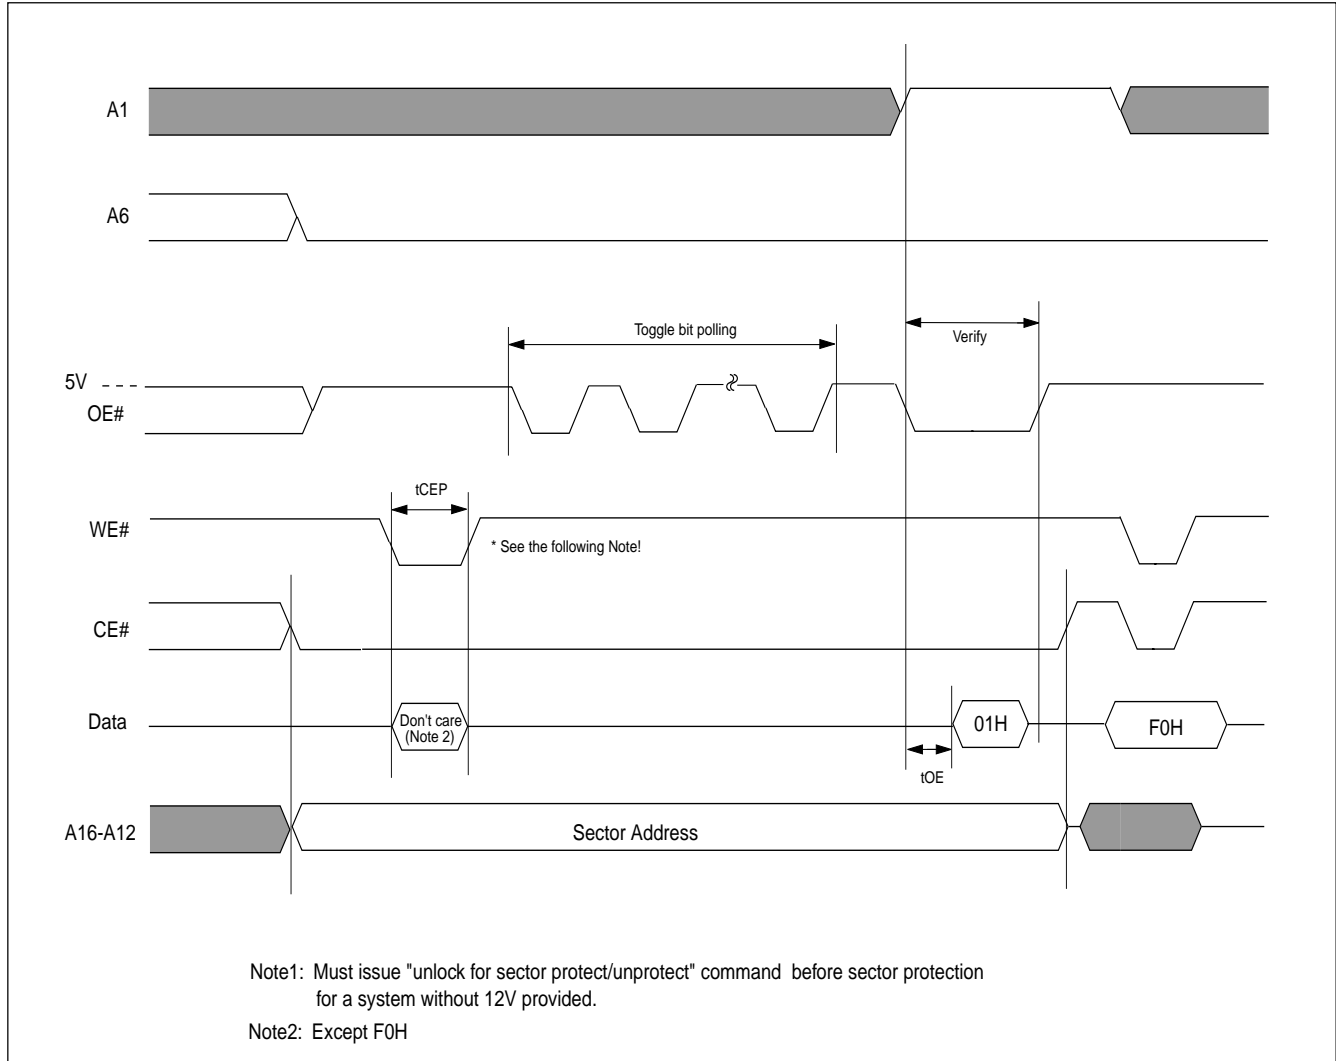 A1
A6
Toggle bit polling
Verify
5V
OE#
tCEP
WE#
* See the following Note!
CE#
Data
Don't care
(Note 2)
01H
F0H
tOE
A16-A12
Sector Address
Note1: Must issue "unlock for sector protect/unprotect" command before sector protection
for a system without 12V provided.
Note2: Except F0H